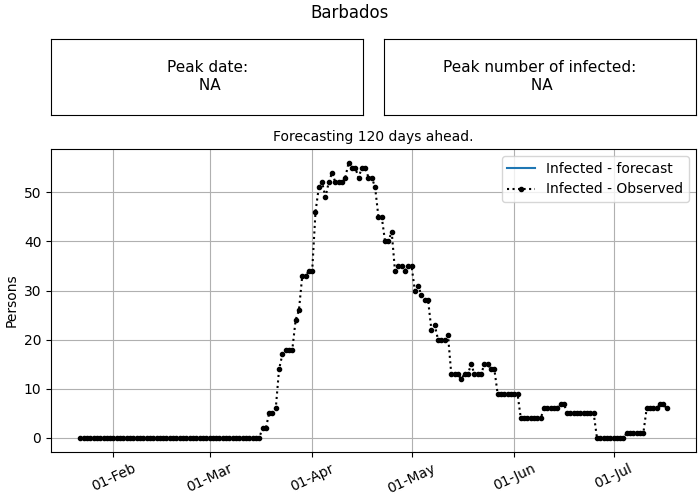 Barbados
Peak date:
NA
Peak number of infected:
NA
Forecasting 120 days ahead.
Infected - forecast
Infected - Observed
Persons
50
40
30
20
10
0
01-Feb
01-Mar
01-Apr
01-May
01-Jun
01-Jul